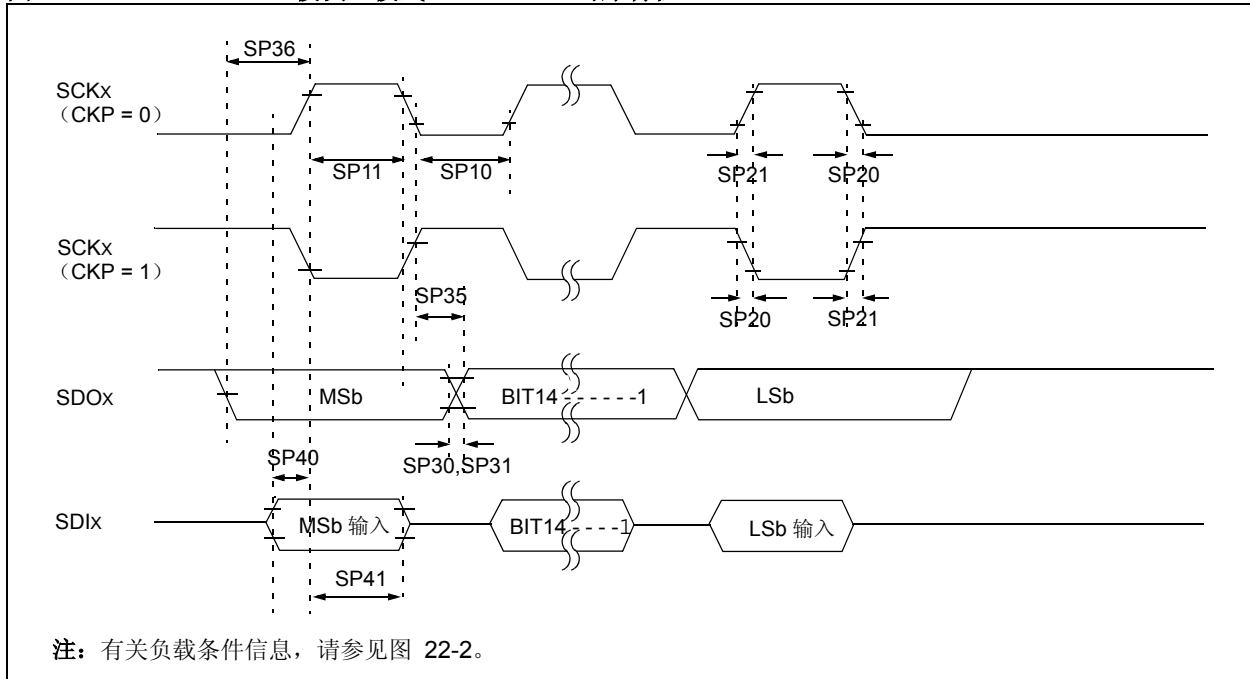 SP36
SCKx
（CKP = 0）
SP11
SP10
SP21
SP20
SCKx
（CKP = 1）
SP35
SP20
SP21
SDOx
MSb
BIT14 - - - - - -1
LSb
SP40
SP30,SP31
SDIx
MSb 输入
BIT14 - - - -1
LSb 输入
SP41
注：有关负载条件信息，请参见图 22-2。